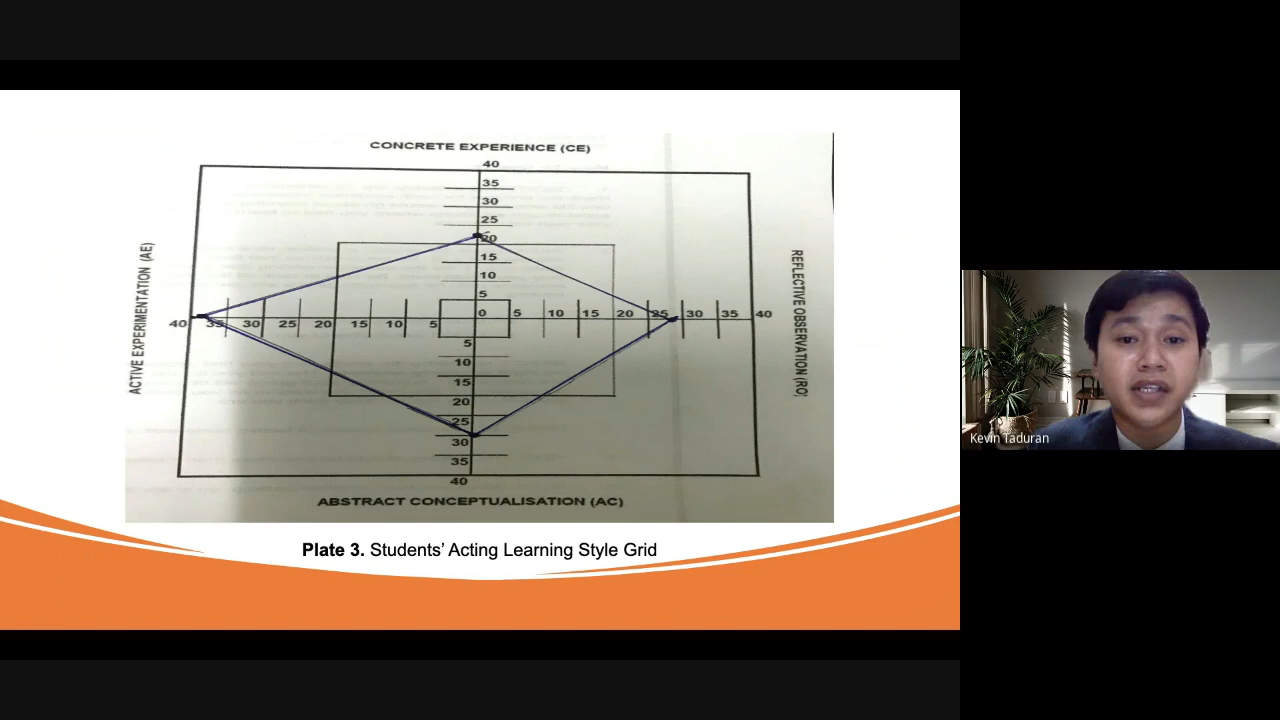 CONCRETE EXPERIENCE (CE)
40
35
30
25
20
15
10
5
0
ACTIVE EXPERIMENTATION (AE)
40 35 30 25 20 15 10 5
5 10 15 20 25 30 35 40
REFLECTIVE OBSERVATION (RO)
5
10
15
20
25
30
35
40
ABSTRACT CONCEPTUALISATION (AC)
Plate 3. Students' Acting Learning Style Grid
Kevin Taduran